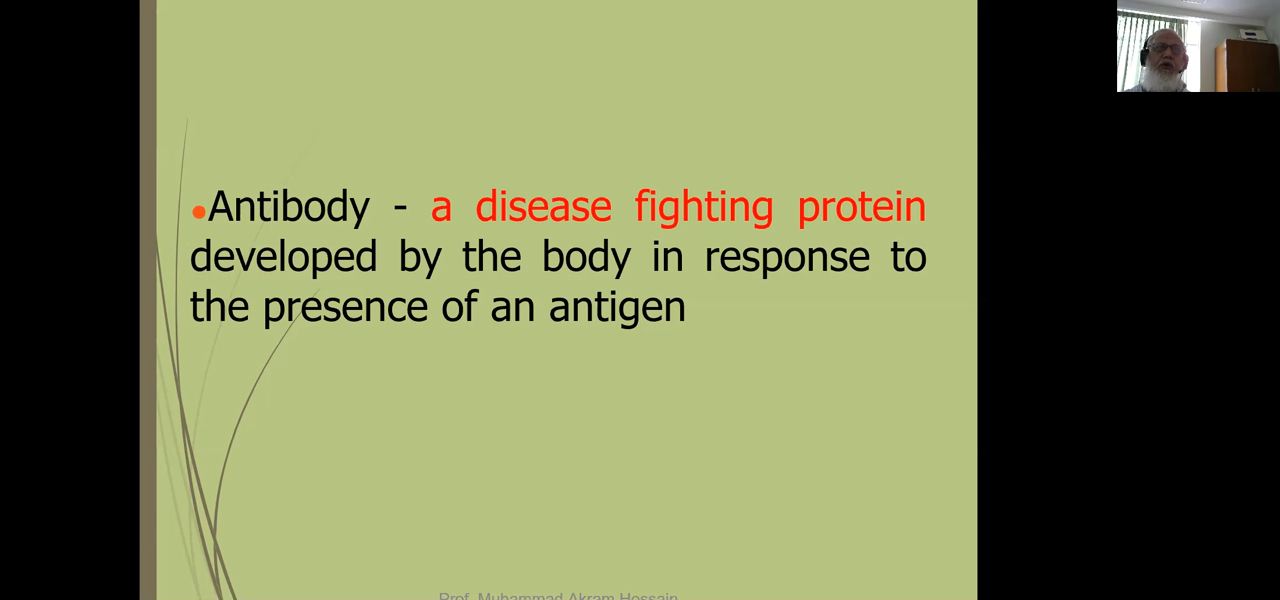 •Antibody - a disease fighting protein
developed by the body in response to
the presence of an antigen
Prof. Muhammad Akram Hossain